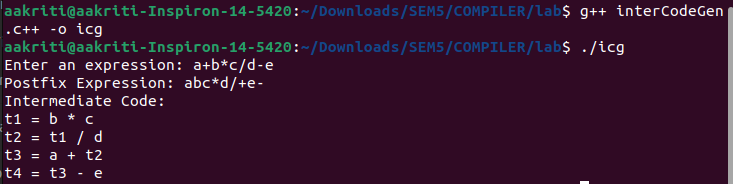 aakriti@aakriti-Inspiron-14-5420:~/Downloads/SEM5/COMPILER/lab$ g++ interCodeGen
.c++ -o icg
aakriti@aakriti-Inspiron-14-5420:~/Downloads/SEM5/COMPILER/lab$ ./icg
Enter an expression: a+b*c/d-e
Postfix Expression: abc*d/+e-
Intermediate Code:
t1 = b * c
t2 = t1 / d
t3 = a + t2
t4 = t3 - e